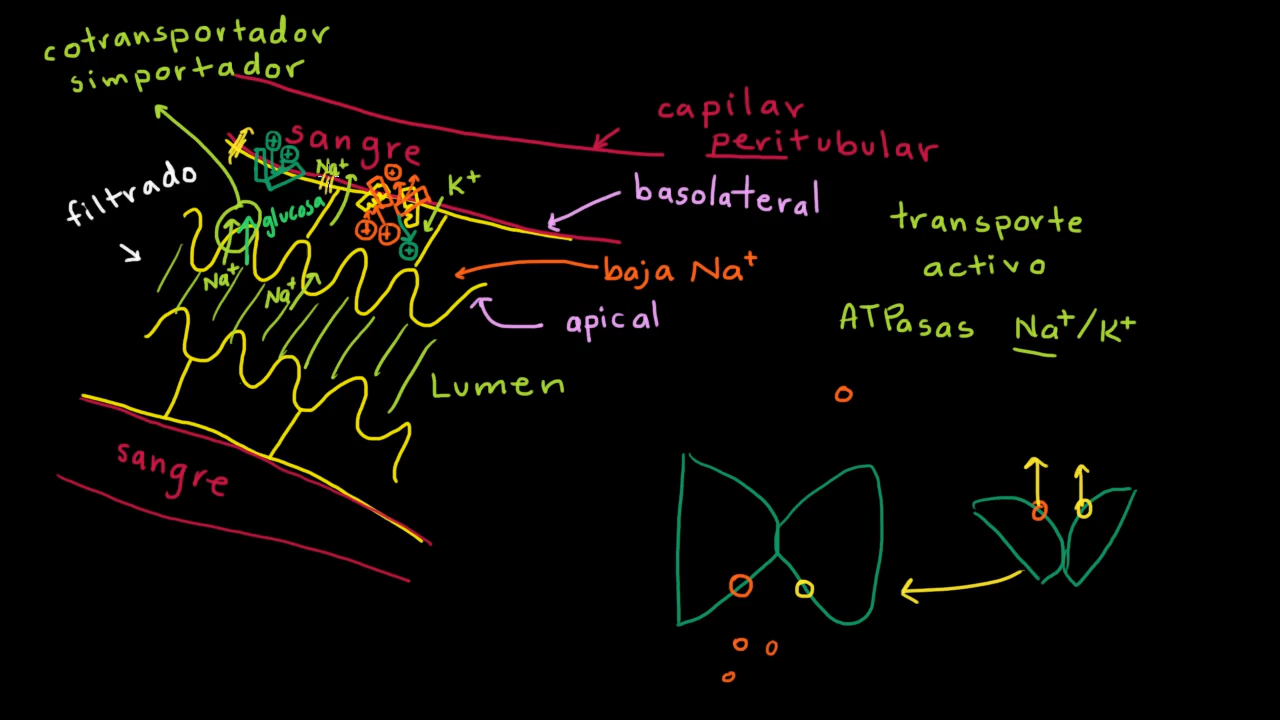 cotransportador
simportador
sangre
capilar
peritubular
filtrado
Na⁺
K⁺
glucosa
basolateral
transporte
activo
Na⁺
Na⁺
baja Na⁺
apical
ATPasas Na⁺/K⁺
Lumen
sangre